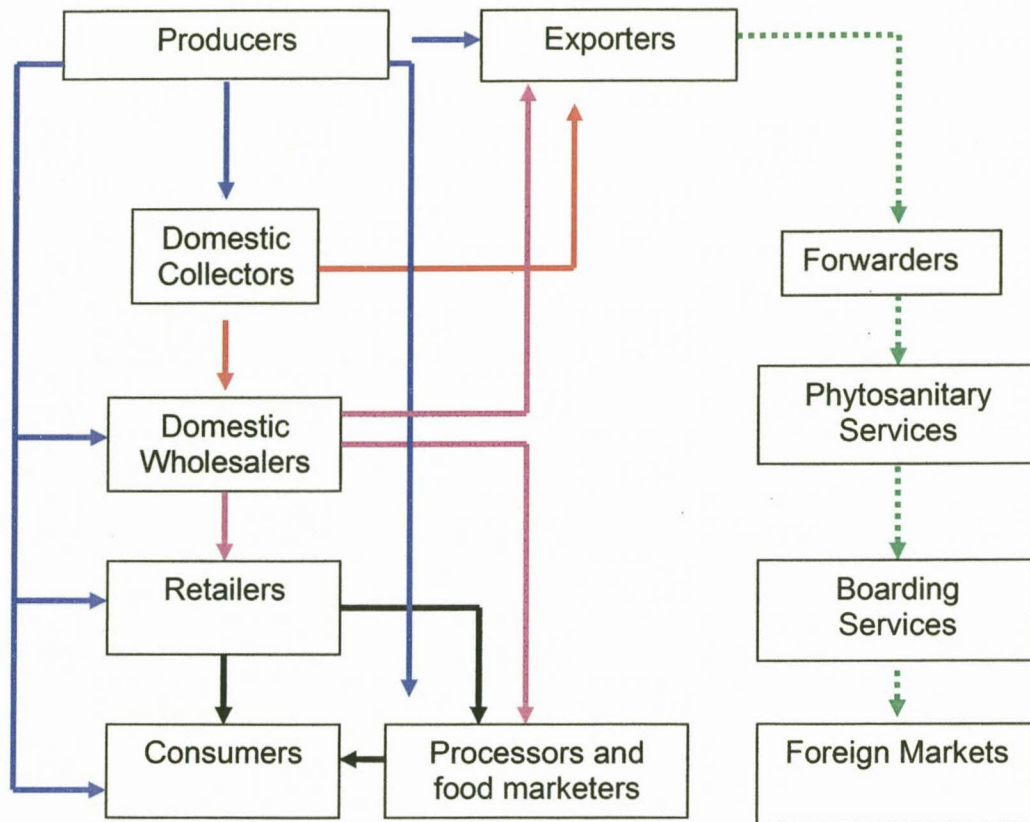 Producers
Exporters
Domestic
Collectors
Forwarders
Domestic
Wholesalers
Phytosanitary
Services
Retailers
Boarding
Services
Consumers
Processors and
food marketers
Foreign Markets